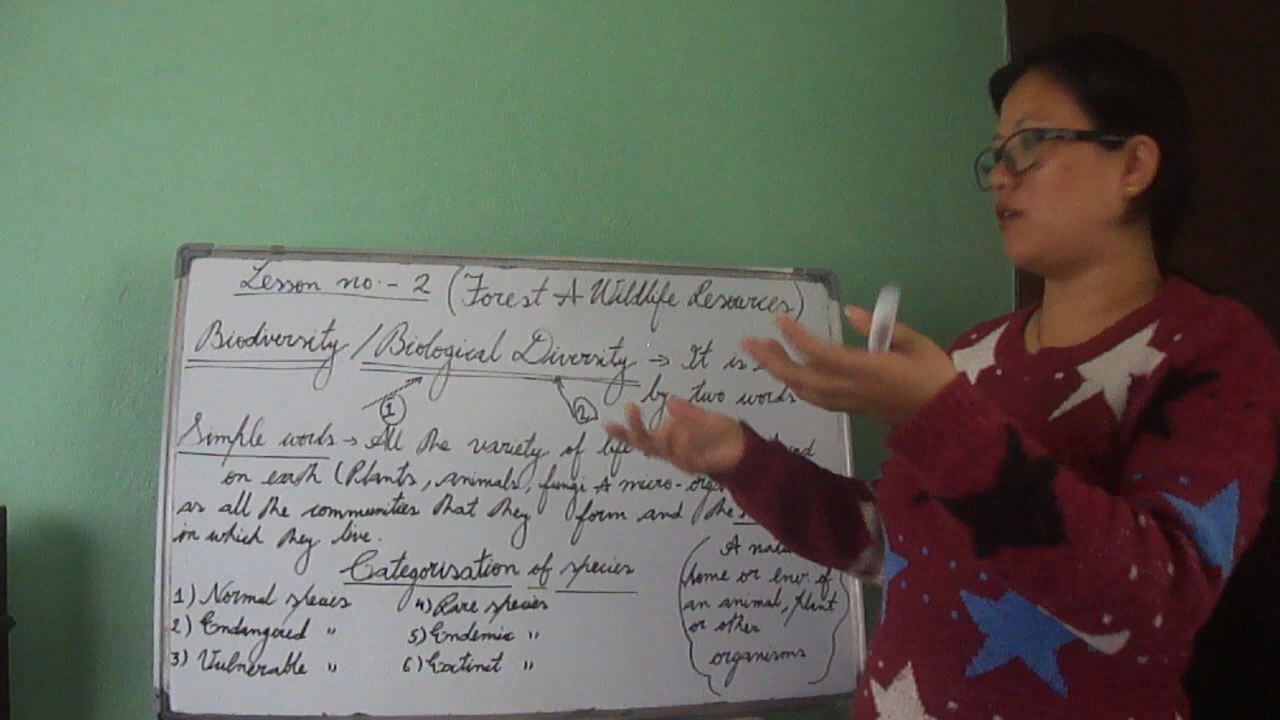 Lesson no.- 2 (Forest & Wildlife Resources)
Biodiversity / Biological Diversity → It is
by two words
1 2
Simple words → All the variety of life
on earth (Plants, animals, fungi & micro-
as all the communities that they form and the
in which they live.
Categorisation of species
1) Normal species 4) Rare species
2) Endangered " 5) Endemic "
3) Vulnerable " 6) Extinct "
A
home or env. of
an animal, plant
or other
organisms